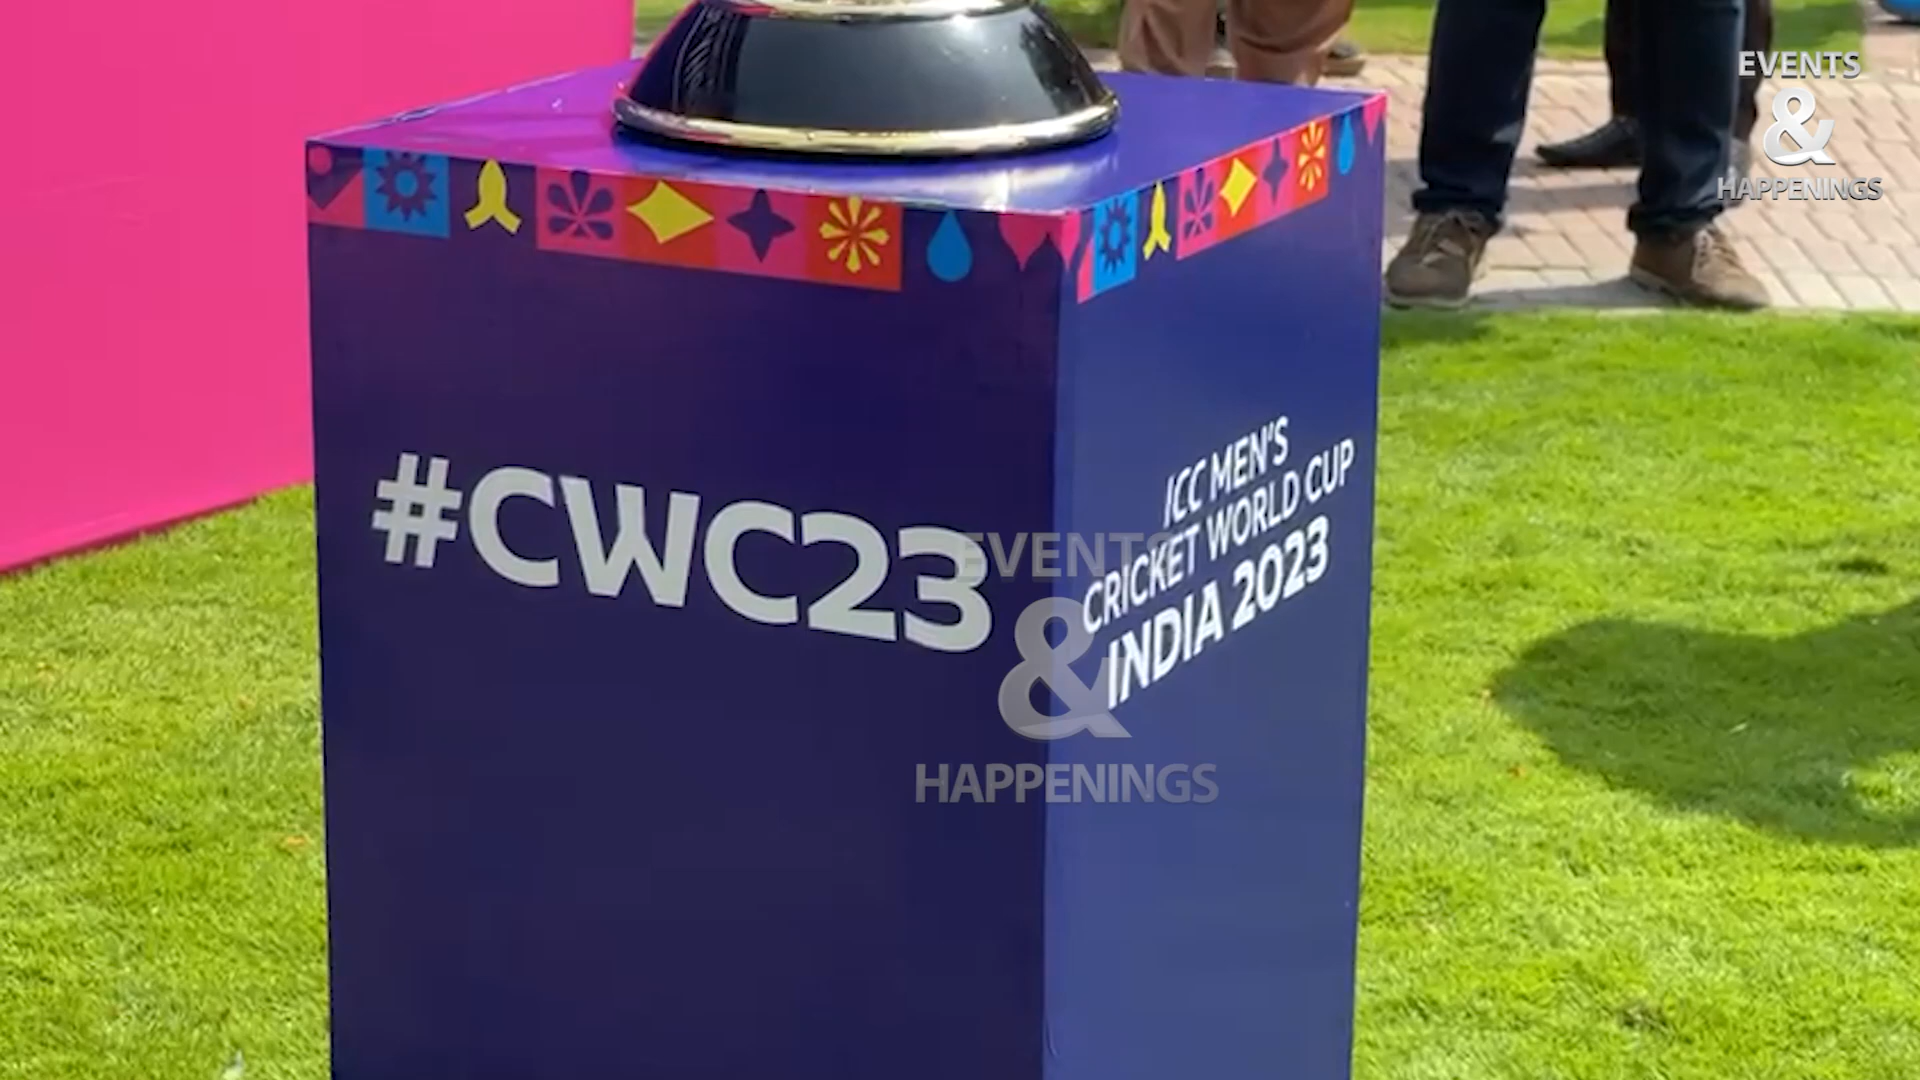 EVENTS
&
HAPPENINGS
#CWC23
ICC MEN'S
CRICKET WORLD CUP
INDIA 2023
EVENTS
&
HAPPENINGS